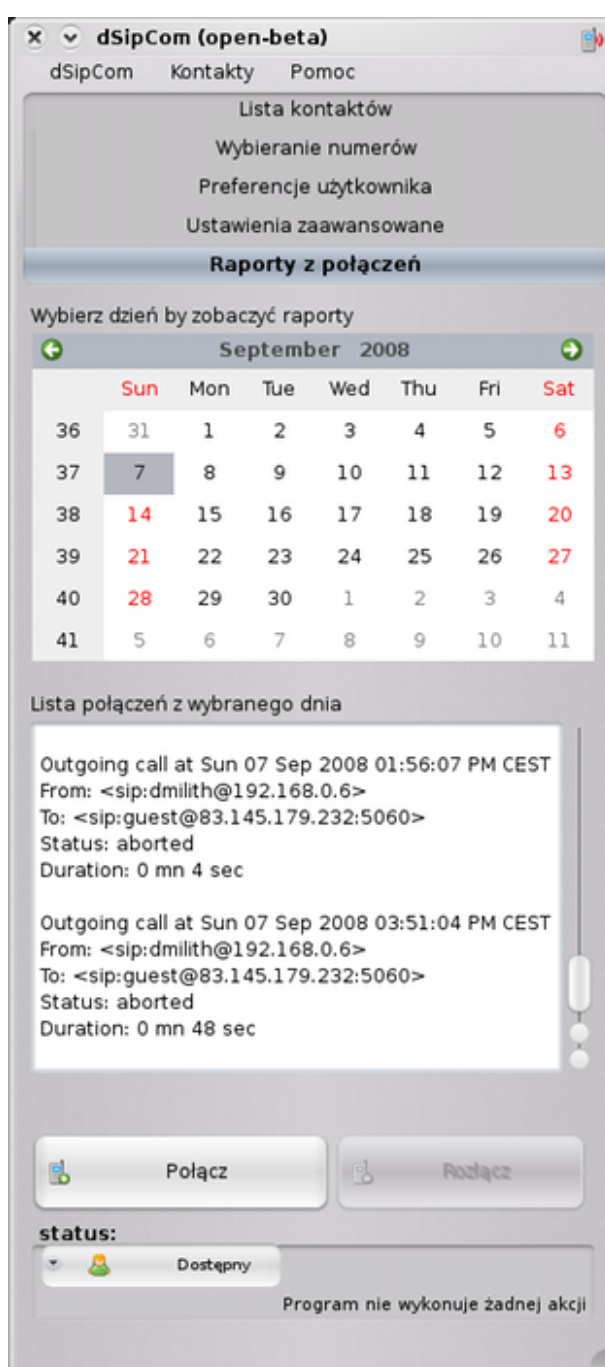 dSipCom (open-beta)
dSipCom Kontakty Pomoc
Lista kontaktów
Wybieranie numerów
Preferencje użytkownika
Ustawienia zaawansowane
Raporty z połączeń
Wybierz dzień by zobaczyć raporty
September 2008
Sun Mon Tue Wed Thu Fri Sat
36 31 1 2 3 4 5 6
37 7 8 9 10 11 12 13
38 14 15 16 17 18 19 20
39 21 22 23 24 25 26 27
40 28 29 30 1 2 3 4
41 5 6 7 8 9 10 11
Lista połączeń z wybranego dnia
Outgoing call at Sun 07 Sep 2008 01:56:07 PM CEST
From: <sip:dmilith@192.168.0.6>
To: <sip:guest@83.145.179.232:5060>
Status: aborted
Duration: 0 mn 4 sec
Outgoing call at Sun 07 Sep 2008 03:51:04 PM CEST
From: <sip:dmilith@192.168.0.6>
To: <sip:guest@83.145.179.232:5060>
Status: aborted
Duration: 0 mn 48 sec
Połącz Rozłącz
status:
Dostępny
Program nie wykonuje żadnej akcji